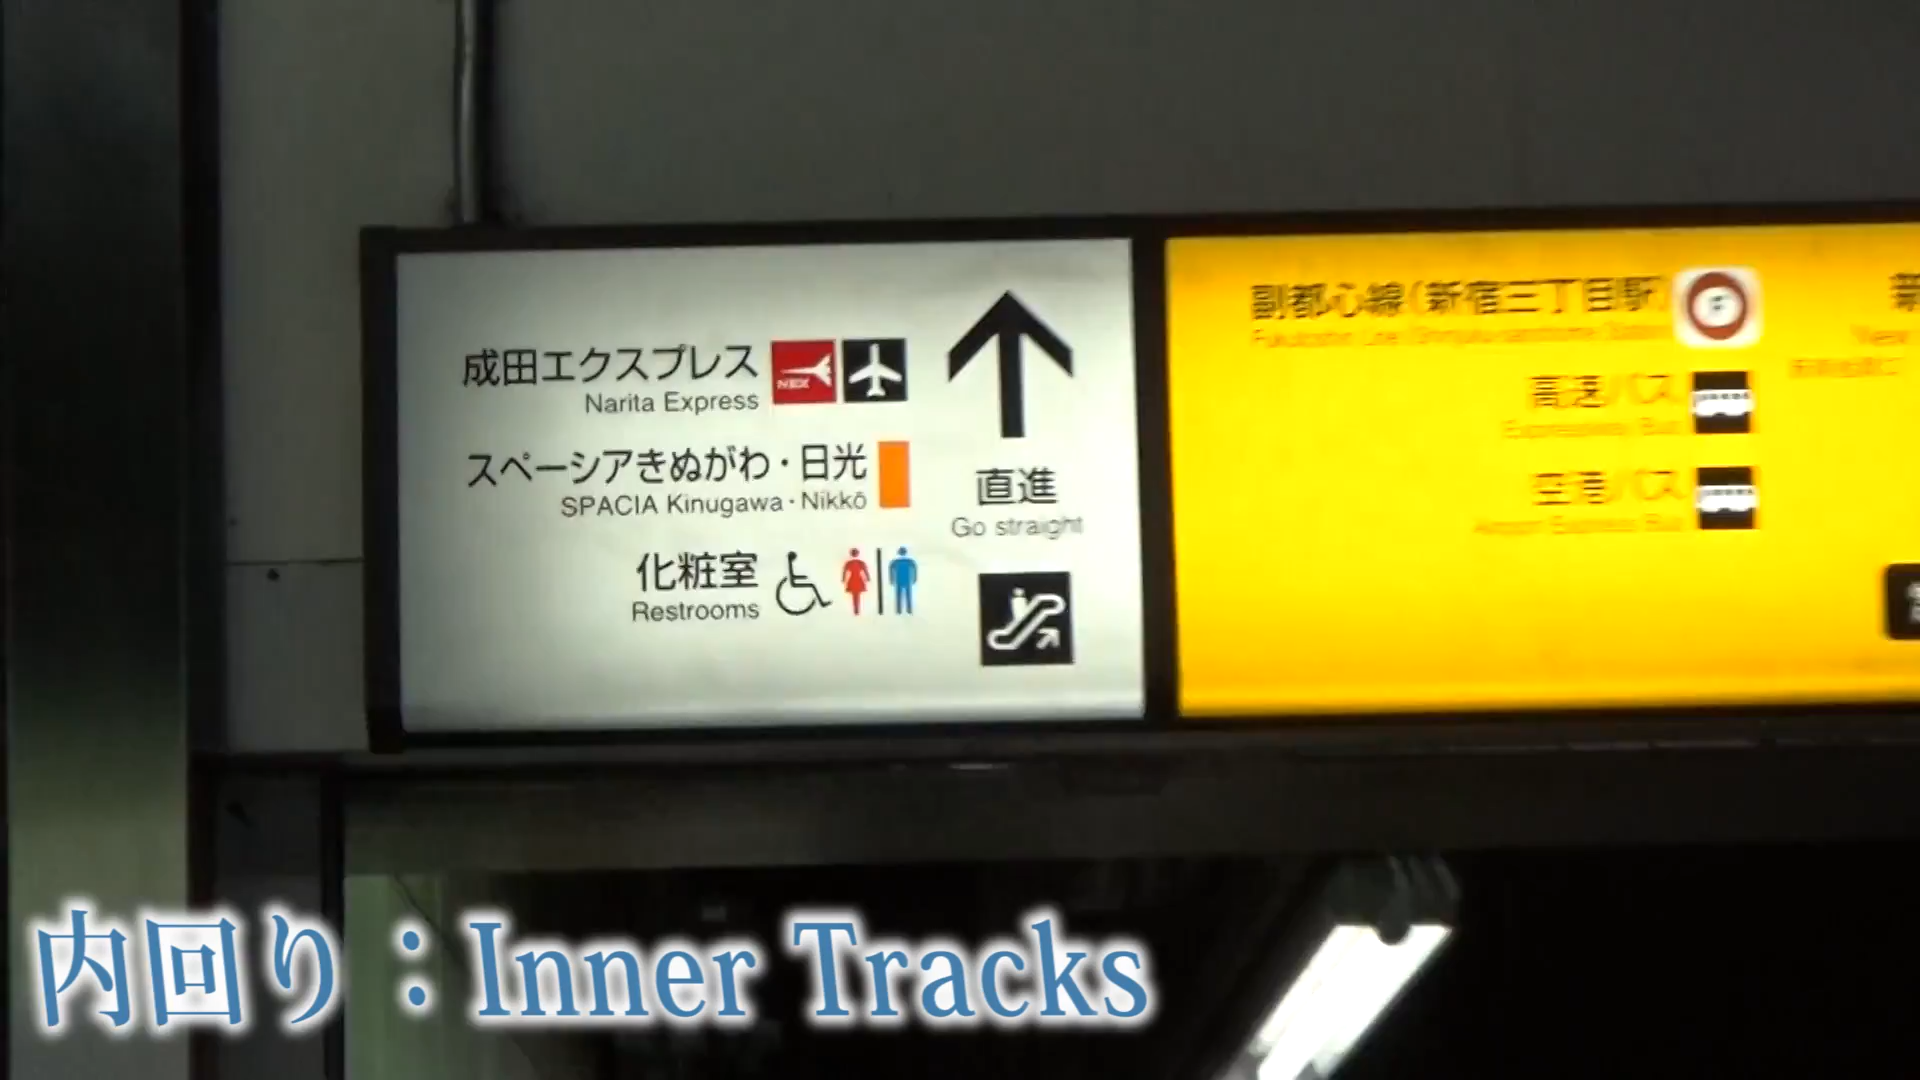 成田エクスプレス
NEX
Narita Express
スペーシアきぬがわ・日光
SPACIA Kinugawa・Nikkō
化粧室
Restrooms
直進
Go straight
副都心線(新宿三丁目駅)
F
高速バス
空港バス
内回り：Inner Tracks